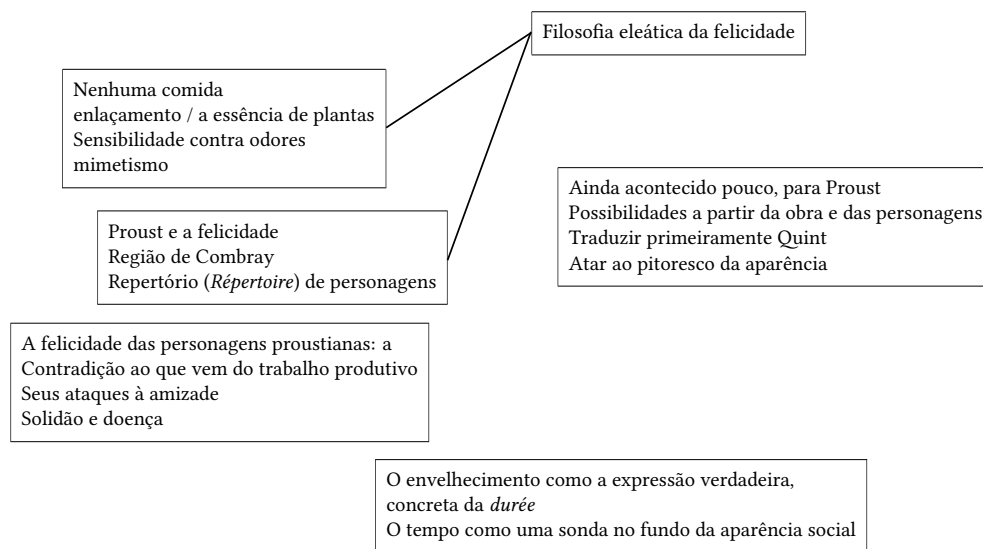 Filosofia eleática da felicidade
Nenhuma comida
enlaçamento / a essência de plantas
Sensibilidade contra odores
mimetismo
Ainda acontecido pouco, para Proust
Possibilidades a partir da obra e das personagens
Traduzir primeiramente Quint
Atar ao pitoresco da aparência
Proust e a felicidade
Região de Combray
Repertório (Répertoire) de personagens
A felicidade das personagens proustianas: a
Contradição ao que vem do trabalho produtivo
Seus ataques à amizade
Solidão e doença
O envelhecimento como a expressão verdadeira,
concreta da durée
O tempo como uma sonda no fundo da aparência social